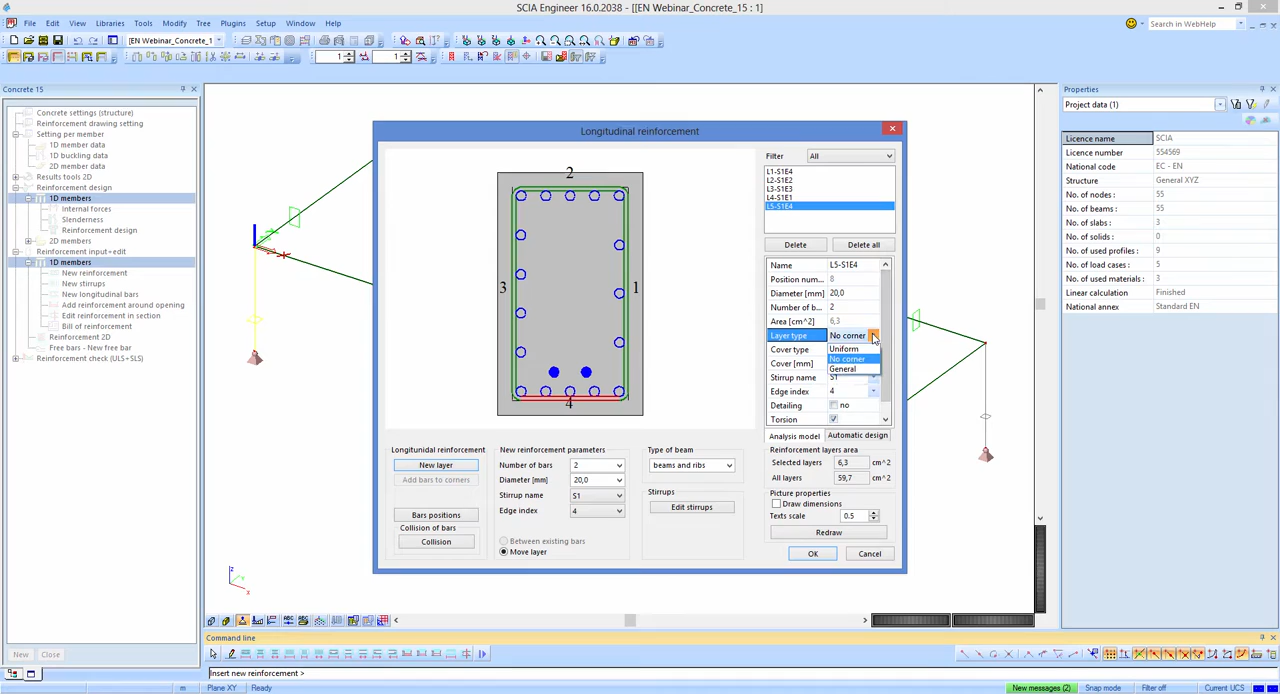 SCIA Engineer 16.0.2038 - [[EN Webinar_Concrete_15 : 1]
File Edit View Libraries Tools Modify Tree Plugins Setup Window Help
Search in WebHelp
[EN Webinar_Concrete_1
1 1
Concrete 15
Concrete settings (structure)
Reinforcement drawing setting
Setting per member
1D member data
1D buckling data
2D member data
Results tools 2D
Reinforcement design
1D members
Internal forces
Slenderness
Reinforcement design
2D members
Reinforcement input+edit
1D members
New reinforcement
New stirrups
New longitudinal bars
Add reinforcement around opening
Edit reinforcement in section
Bill of reinforcement
Reinforcement 2D
Free bars - New free bar
Reinforcement check (ULS+SLS)
New Close
Longitudinal reinforcement
2
3 1
4
Filter All
L1-S1E4
L2-S1E2
L3-S1E3
L4-S1E1
L5-S1E4
Delete Delete all
Name L5-S1E4
Position num... 8
Diameter [mm] 20,0
Number of b... 2
Area [cm^2] 6,3
Layer type No corner
Uniform
Cover type No corner
Cover [mm] General
Stirrup name S1
Edge index 4
Detailing no
Torsion
Analysis model Automatic design
Reinforcement layers area
Selected layers 6,3 cm^2
All layers 59,7 cm^2
Picture properties
Draw dimensions
Texts scale 0.5
Redraw
OK Cancel
Longitunidal reinforcement
New layer
Add bars to corners
Bars positions
Collision of bars
Collision
New reinforcement parameters
Number of bars 2
Diameter [mm] 20,0
Stirrup name S1
Edge index 4
Between existing bars
Move layer
Type of beam
beams and ribs
Stirrups
Edit stirrups
Properties
Project data (1)
Licence name SCIA
Licence number 554569
National code EC - EN
Structure General XYZ
No. of nodes : 55
No. of beams : 55
No. of slabs : 3
No. of solids : 0
No. of used profiles : 9
No. of load cases : 5
No. of used materials : 3
Linear calculation Finished
National annex Standard EN
z
y
x
Command line
Insert new reinforcement >
m Plane XY Ready New messages (2) Snap mode Filter off Current UCS